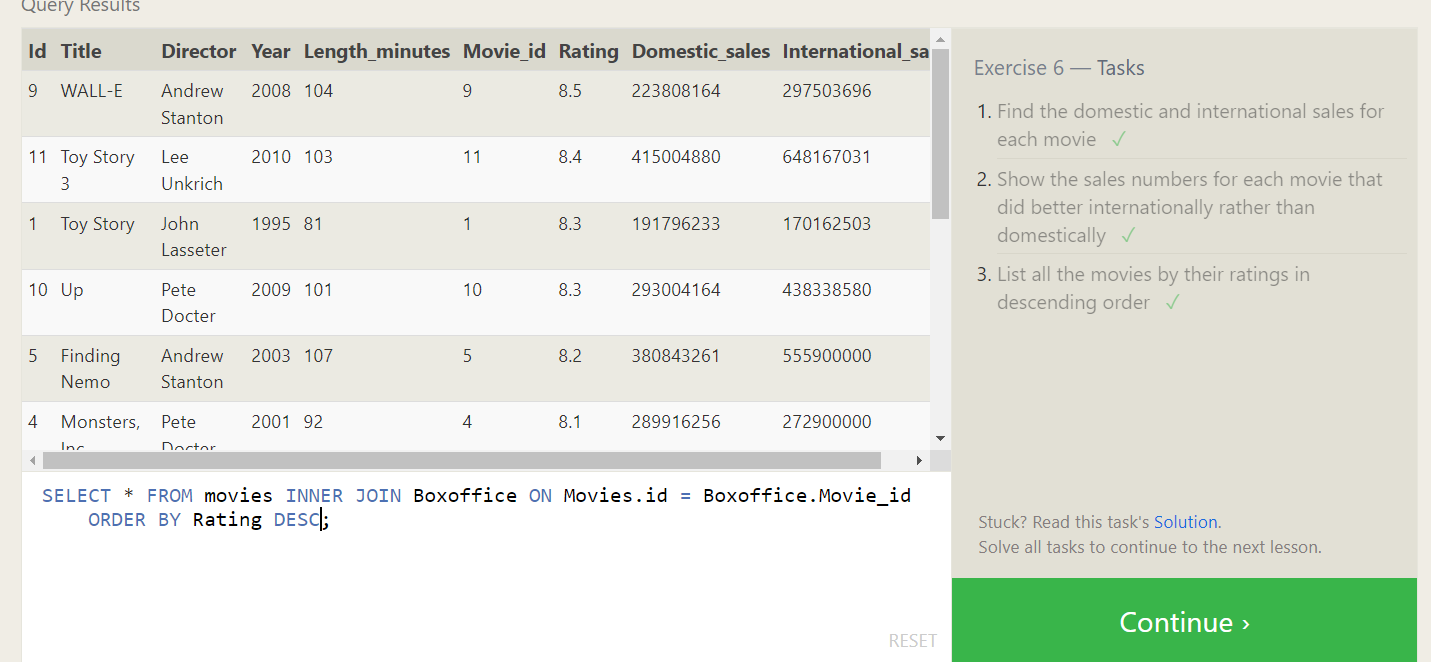 Query Results
Id Title Director Year Length_minutes Movie_id Rating Domestic_sales International_sa
9 WALL-E Andrew 2008 104 9 8.5 223808164 297503696
Stanton
11 Toy Story Lee 2010 103 11 8.4 415004880 648167031
3 Unkrich
1 Toy Story John 1995 81 1 8.3 191796233 170162503
Lasseter
10 Up Pete 2009 101 10 8.3 293004164 438338580
Docter
5 Finding Andrew 2003 107 5 8.2 380843261 555900000
Nemo Stanton
4 Monsters, Pete 2001 92 4 8.1 289916256 272900000
Inc. Docter
SELECT * FROM movies INNER JOIN Boxoffice ON Movies.id = Boxoffice.Movie_id
ORDER BY Rating DESC;
RESET
Exercise 6 — Tasks
1. Find the domestic and international sales for
each movie ✓
2. Show the sales numbers for each movie that
did better internationally rather than
domestically ✓
3. List all the movies by their ratings in
descending order ✓
Stuck? Read this task's Solution.
Solve all tasks to continue to the next lesson.
Continue ›